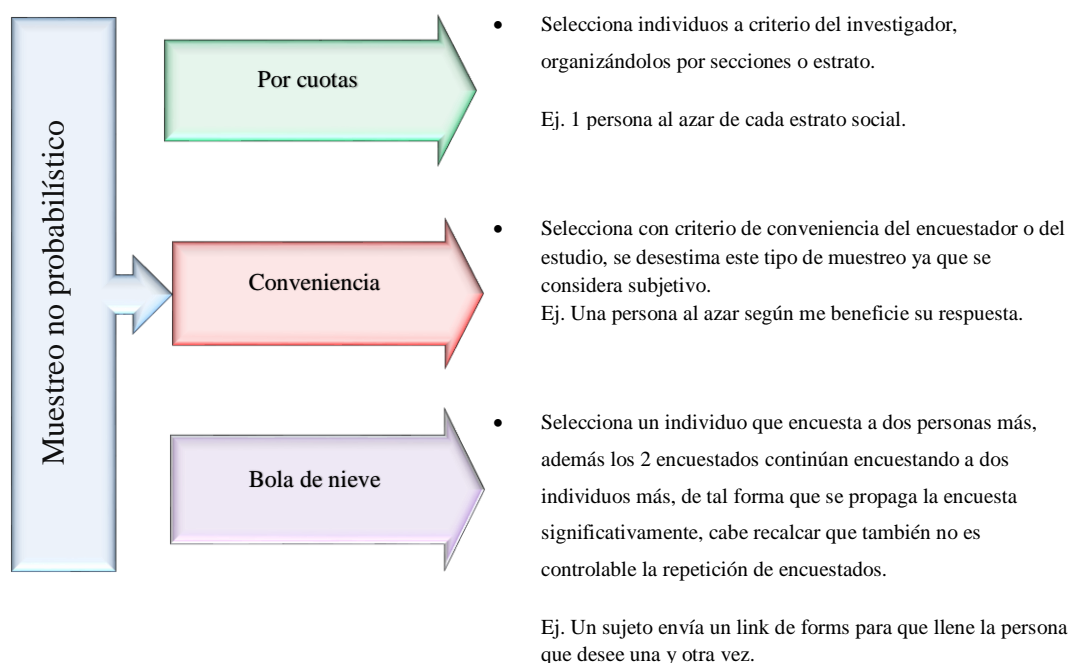 Muestreo no probabilístico
Por cuotas
• Selecciona individuos a criterio del investigador,
organizándolos por secciones o estrato.
Ej. 1 persona al azar de cada estrato social.
Conveniencia
• Selecciona con criterio de conveniencia del encuestador o del
estudio, se desestima este tipo de muestreo ya que se
considera subjetivo.
Ej. Una persona al azar según me beneficie su respuesta.
Bola de nieve
• Selecciona un individuo que encuesta a dos personas más,
además los 2 encuestados continúan encuestando a dos
individuos más, de tal forma que se propaga la encuesta
significativamente, cabe recalcar que también no es
controlable la repetición de encuestados.
Ej. Un sujeto envía un link de forms para que llene la persona
que desee una y otra vez.